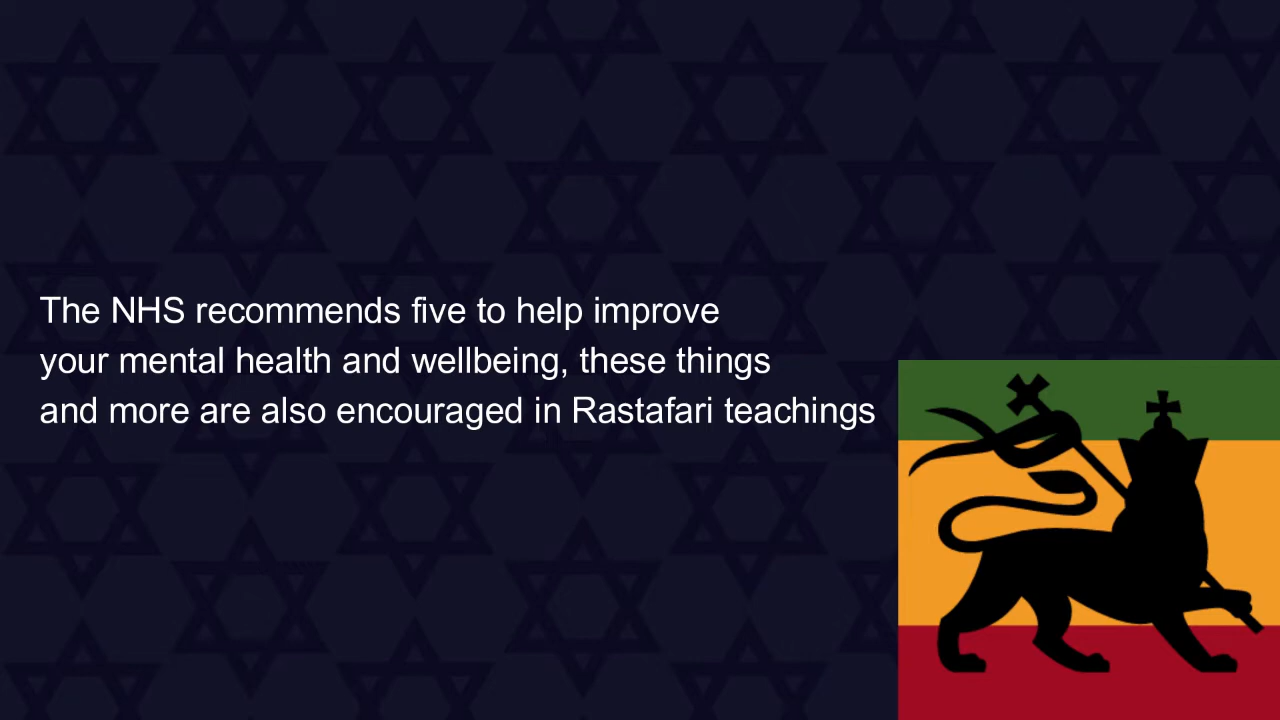 The NHS recommends five to help improve
your mental health and wellbeing, these things
and more are also encouraged in Rastafari teachings